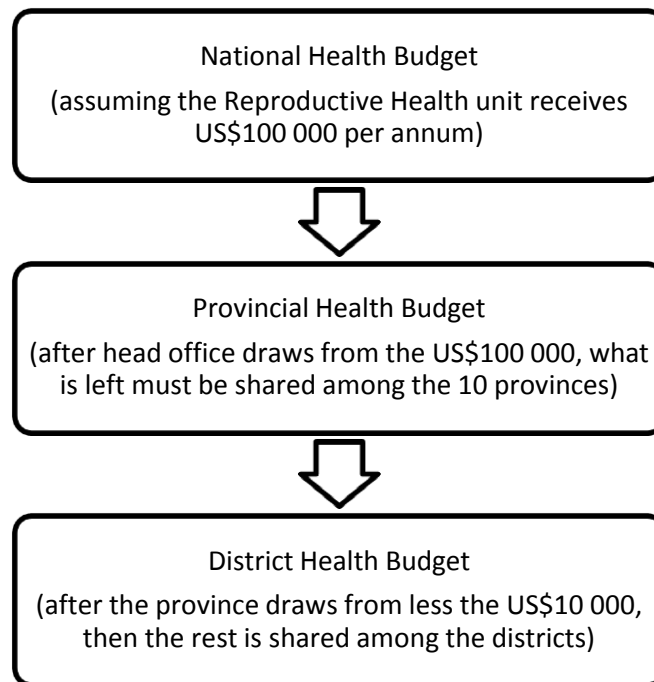 National Health Budget
(assuming the Reproductive Health unit receives
US$100 000 per annum)
Provincial Health Budget
(after head office draws from the US$100 000, what
is left must be shared among the 10 provinces)
District Health Budget
(after the province draws from less the US$10 000,
then the rest is shared among the districts)